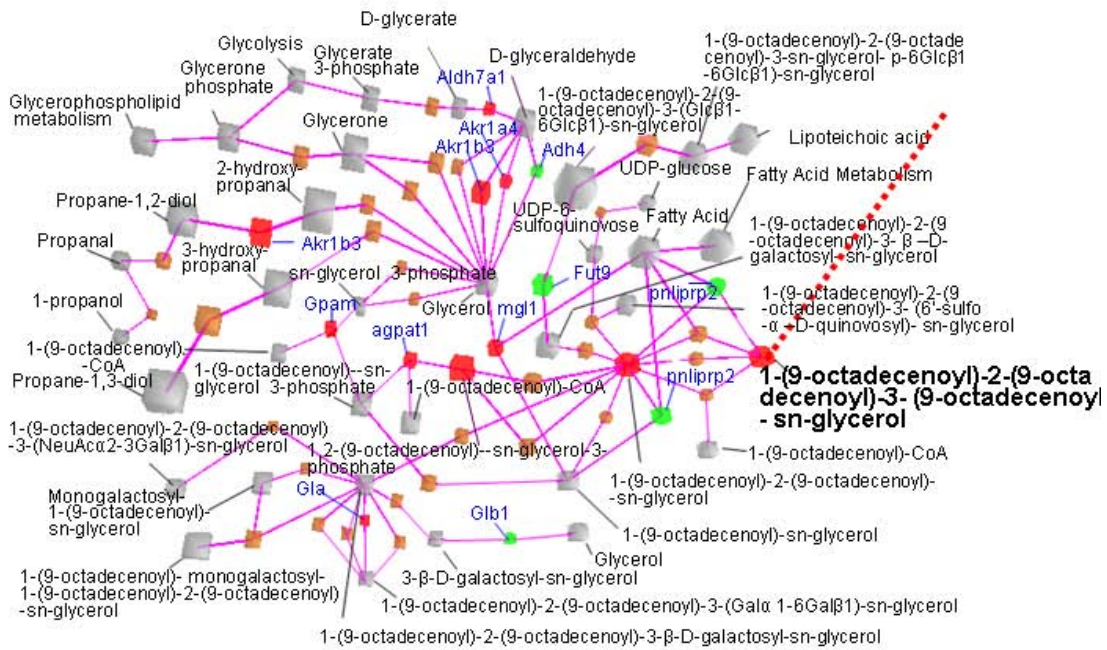 D-glycerate
Glycolysis
Glycerate
3-phosphate
D-glyceraldehyde
1-(9-octadecenoyl)-2-(9-octade
cenoyl)-3-sn-glycerol- p-6Glcβ1
-6Glcβ1)-sn-glycerol
Glycerone
phosphate
Aldh7a1
1-(9-octadecenoyl)-2-(9-
octadecenoyl)-3-(Glcβ1-
6Glcβ1)-sn-glycerol
Glycerophospholipid
metabolism
Glycerone
Akr1a4
Akr1b3
Adh4
Lipoteichoic acid
2-hydroxy-
propanal
UDP-glucose
Fatty Acid Metabolism
Propane-1,2-diol
UDP-6-
sulfoquinovose
Fatty Acid
1-(9-octadecenoyl)-2-(9
-octadecenoyl)-3- β –D-
galactosyl- sn-glycerol
Propanal
3-hydroxy-
propanal
Akr1b3
sn-glycerol 3-phosphate
Glycerol
Fut9
pnliprp2
1-(9-octadecenoyl)-2-(9
-octadecenoyl)-3- (6'-sulfo
-α –D-quinovosyl)- sn-glycerol
1-propanol
Gpam
mgl1
agpat1
1-(9-octadecenoyl)
-CoA
1-(9-octadecenoyl)--sn-
glycerol 3-phosphate
1-(9-octadecenoyl)-CoA
pnliprp2
1-(9-octadecenoyl)-2-(9-octa
decenoyl)-3- (9-octadecenoyl
- sn-glycerol
Propane-1,3-diol
1-(9-octadecenoyl)-2-(9-octadecenoyl)
-3-(NeuAcα2-3Galβ1)-sn-glycerol
1,2-(9-octadecenoyl)--sn-glycerol-3-
phosphate
1-(9-octadecenoyl)-CoA
Monogalactosyl-
1-(9-octadecenoyl)-
sn-glycerol
Gla
Glb1
1-(9-octadecenoyl)-2-(9-octadecenoyl)-
-sn-glycerol
1-(9-octadecenoyl)-sn-glycerol
Glycerol
1-(9-octadecenoyl)- monogalactosyl-
1-(9-octadecenoyl)-2-(9-octadecenoyl)
-sn-glycerol
3-β-D-galactosyl-sn-glycerol
1-(9-octadecenoyl)-2-(9-octadecenoyl)-3-(Galα 1-6Galβ1)-sn-glycerol
1-(9-octadecenoyl)-2-(9-octadecenoyl)-3-β-D-galactosyl-sn-glycerol